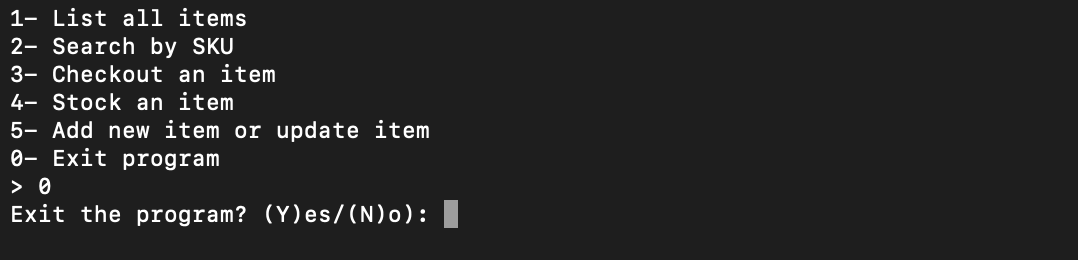 1– List all items
2– Search by SKU
3– Checkout an item
4– Stock an item
5– Add new item or update item
0– Exit program
> 0
Exit the program? (Y)es/(N)o):